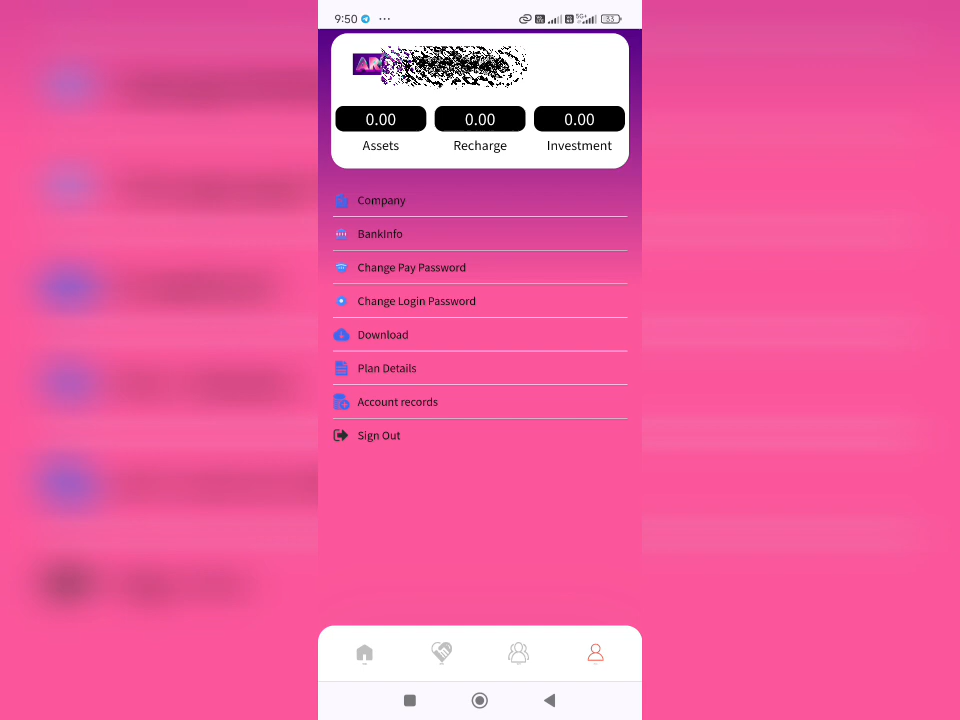 9:50
AR
0.00 0.00 0.00
Assets Recharge Investment
Company
BankInfo
Change Pay Password
Change Login Password
Download
Plan Details
Account records
Sign Out